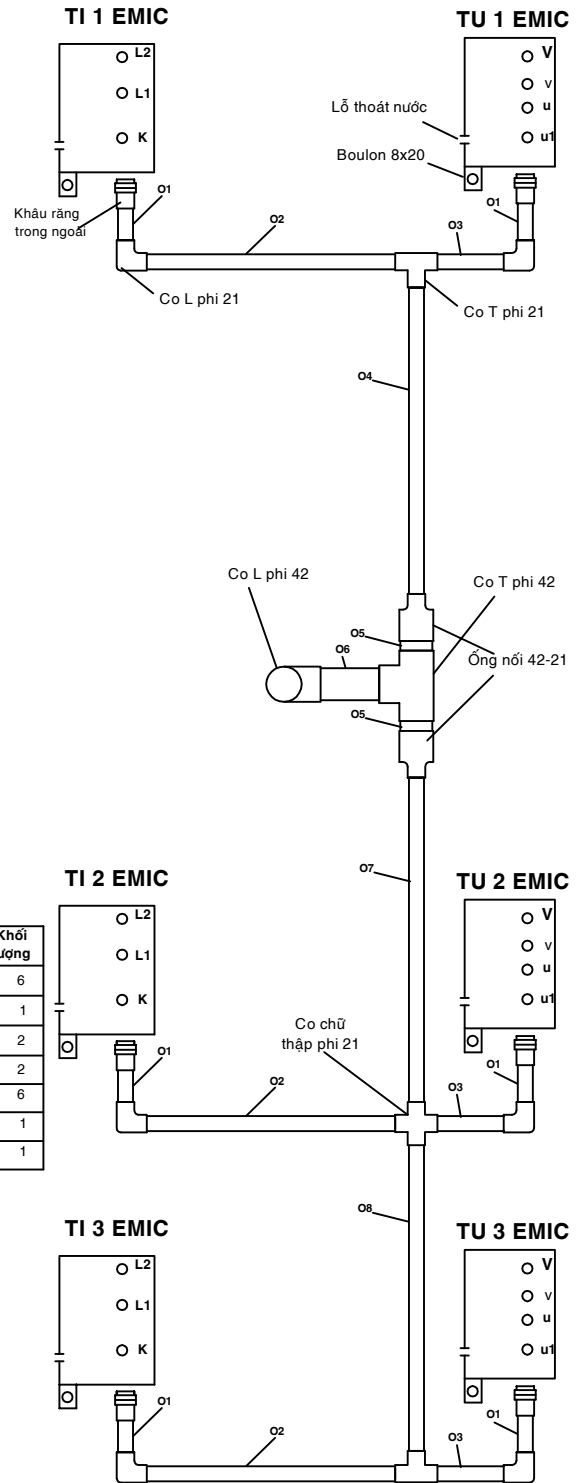 TI 1 EMIC
TU 1 EMIC
L2
L1
K
V
v
u
u1
Lỗ thoát nước
Boulon 8x20
Khâu răng
trong ngoài
O1
O2
O3
O1
Co L phi 21
Co T phi 21
O4
Co L phi 42
Co T phi 42
O5
O6
Ống nối 42-21
O5
O7
TI 2 EMIC
TU 2 EMIC
L2
L1
K
V
v
u
u1
Khối
6
1
2
2
6
1
1
Co chữ
thập phi 21
O1
O2
O3
O1
O8
TI 3 EMIC
TU 3 EMIC
L2
L1
K
V
v
u
u1
O1
O2
O3
O1